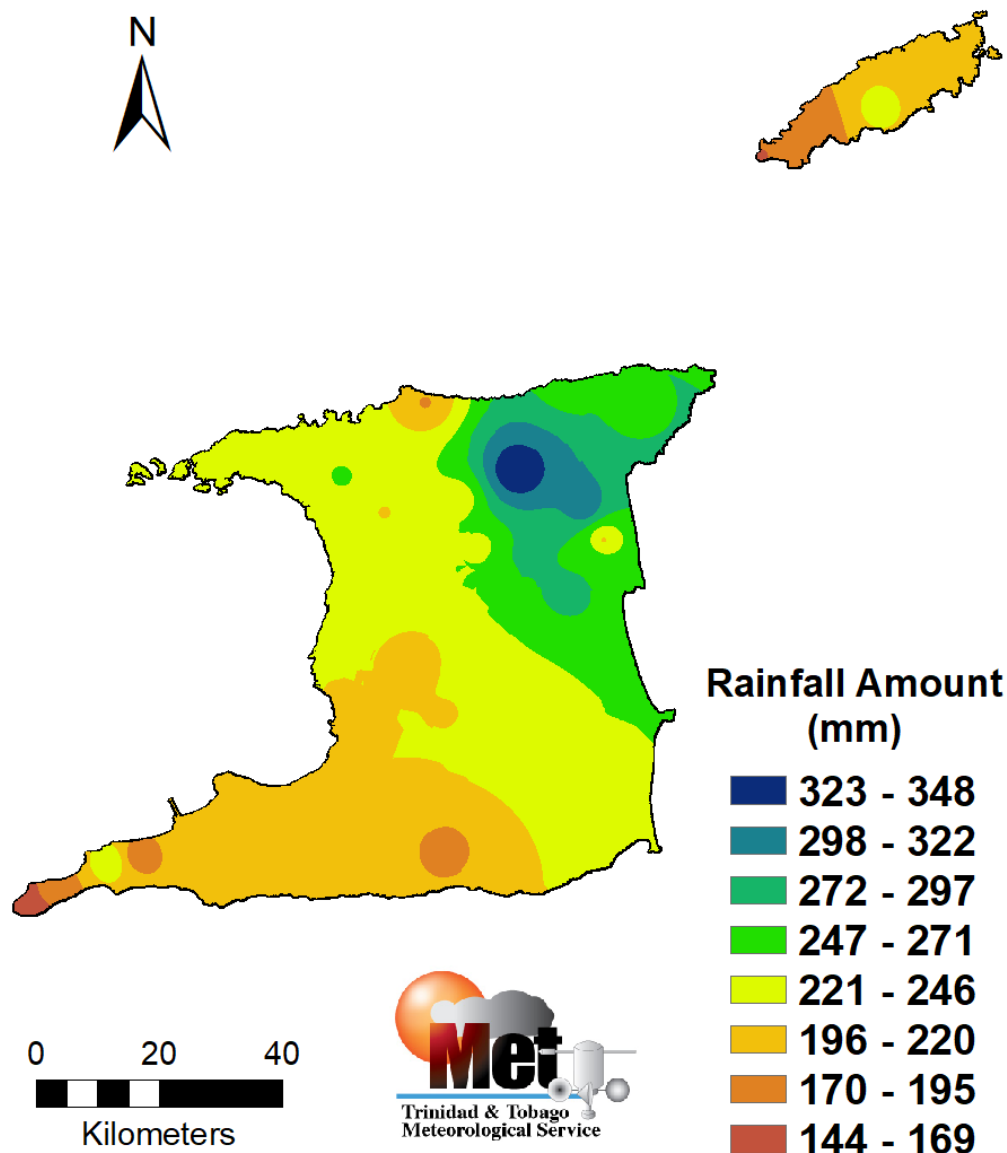 N
Rainfall Amount
(mm)
323 - 348
298 - 322
272 - 297
247 - 271
221 - 246
196 - 220
170 - 195
144 - 169
0 20 40
Kilometers
Met
Trinidad & Tobago
Meteorological Service